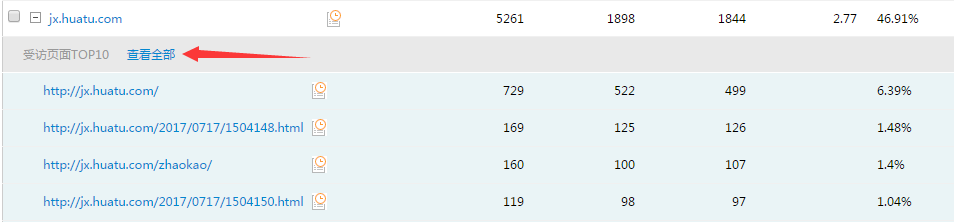 jx.huatu.com 5261 1898 1844 2.77 46.91%
受访页面TOP10 查看全部
http://jx.huatu.com/ 729 522 499 6.39%
http://jx.huatu.com/2017/0717/1504148.html 169 125 126 1.48%
http://jx.huatu.com/zhaokao/ 160 100 107 1.4%
http://jx.huatu.com/2017/0717/1504150.html 119 98 97 1.04%